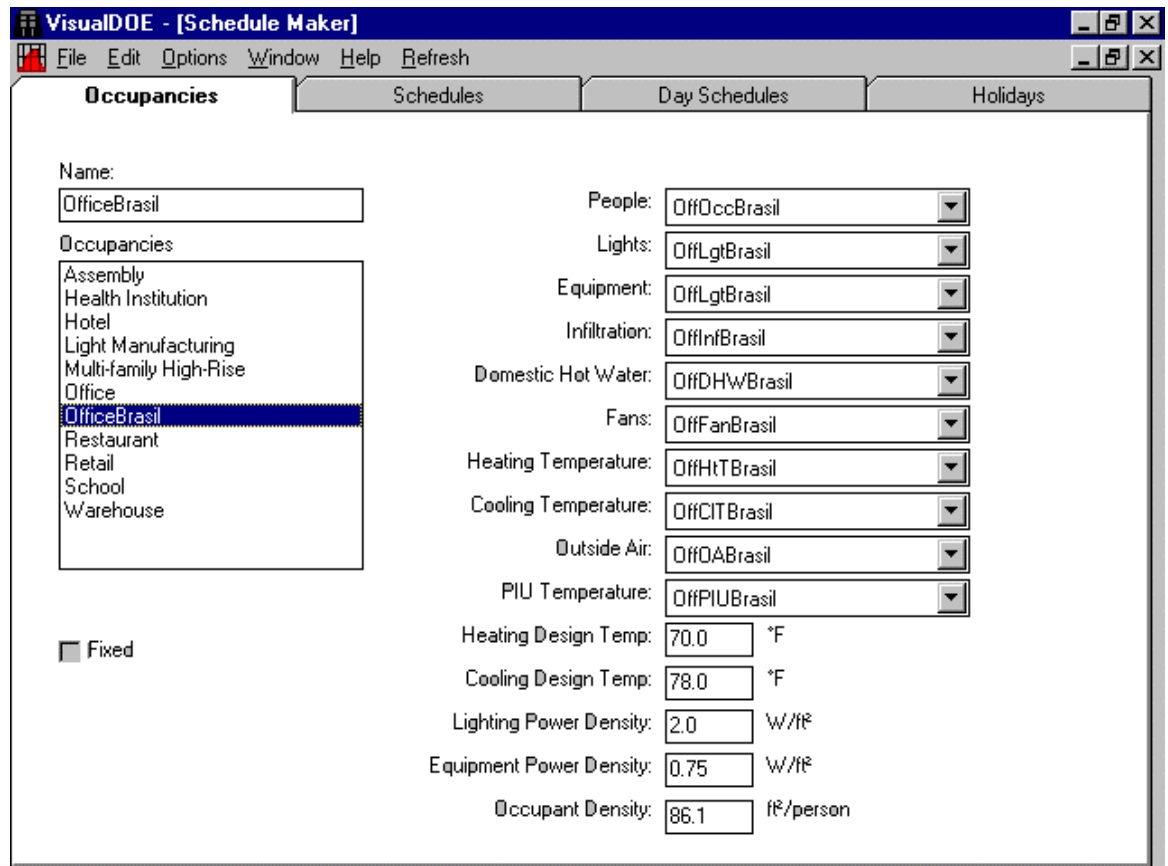 VisualDOE - [Schedule Maker]
File Edit Options Window Help Refresh
Occupancies Schedules Day Schedules Holidays
Name:
OfficeBrasil
Occupancies
Assembly
Health Institution
Hotel
Light Manufacturing
Multi-family High-Rise
Office
OfficeBrasil
Restaurant
Retail
School
Warehouse
Fixed
People: OffOccBrasil
Lights: OffLgtBrasil
Equipment: OffLgtBrasil
Infiltration: OffInfBrasil
Domestic Hot Water: OffDHWBrasil
Fans: OffFanBrasil
Heating Temperature: OffHtTBrasil
Cooling Temperature: OffClTBrasil
Outside Air: OffOABrasil
PIU Temperature: OffPIUBrasil
Heating Design Temp: 70.0 °F
Cooling Design Temp: 78.0 °F
Lighting Power Density: 2.0 W/ft²
Equipment Power Density: 0.75 W/ft²
Occupant Density: 86.1 ft²/person